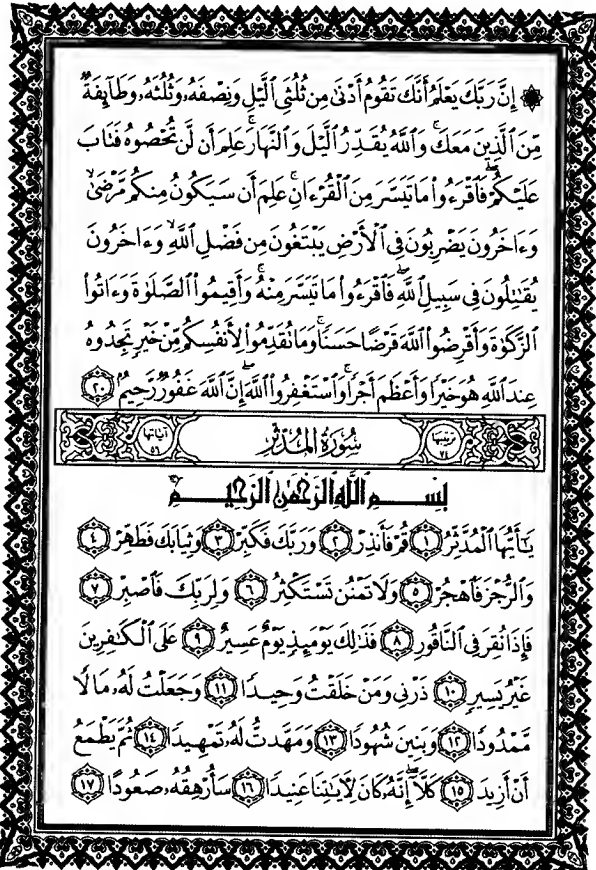 ۞ إِنَّ رَبَّكَ يَعْلَمُ أَنَّكَ تَقُومُ أَدْنَىٰ مِن ثُلُثَيِ ٱلَّيْلِ وَنِصْفَهُۥ وَثُلُثَهُۥ وَطَآئِفَةٌ
مِّنَ ٱلَّذِينَ مَعَكَۚ وَٱللَّهُ يُقَدِّرُ ٱلَّيْلَ وَٱلنَّهَارَۚ عَلِمَ أَن لَّن تُحْصُوهُ فَتَابَ
عَلَيْكُمْۖ فَٱقْرَءُوا۟ مَا تَيَسَّرَ مِنَ ٱلْقُرْءَانِۚ عَلِمَ أَن سَيَكُونُ مِنكُم مَّرْضَىٰۙ
وَءَاخَرُونَ يَضْرِبُونَ فِى ٱلْأَرْضِ يَبْتَغُونَ مِن فَضْلِ ٱللَّهِۙ وَءَاخَرُونَ
يُقَٰتِلُونَ فِى سَبِيلِ ٱللَّهِۖ فَٱقْرَءُوا۟ مَا تَيَسَّرَ مِنْهُۚ وَأَقِيمُوا۟ ٱلصَّلَوٰةَ وَءَاتُوا۟
ٱلزَّكَوٰةَ وَأَقْرِضُوا۟ ٱللَّهَ قَرْضًا حَسَنًاۚ وَمَا تُقَدِّمُوا۟ لِأَنفُسِكُم مِّنْ خَيْرٍ تَجِدُوهُ
عِندَ ٱللَّهِ هُوَ خَيْرًا وَأَعْظَمَ أَجْرًاۚ وَٱسْتَغْفِرُوا۟ ٱللَّهَۖ إِنَّ ٱللَّهَ غَفُورٌ رَّحِيمٌۢ ٢٠
ترتيبها ٧٤ سُورَةُ المُدَّثِّر آياتها ٥٦
بِسْمِ ٱللَّهِ ٱلرَّحْمَٰنِ ٱلرَّحِيمِ
يَٰٓأَيُّهَا ٱلْمُدَّثِّرُ ١ قُمْ فَأَنذِرْ ٢ وَرَبَّكَ فَكَبِّرْ ٣ وَثِيَابَكَ فَطَهِّرْ ٤
وَٱلرُّجْزَ فَٱهْجُرْ ٥ وَلَا تَمْنُن تَسْتَكْثِرُ ٦ وَلِرَبِّكَ فَٱصْبِرْ ٧
فَإِذَا نُقِرَ فِى ٱلنَّاقُورِ ٨ فَذَٰلِكَ يَوْمَئِذٍ يَوْمٌ عَسِيرٌ ٩ عَلَى ٱلْكَٰفِرِينَ
غَيْرُ يَسِيرٍ ١٠ ذَرْنِى وَمَنْ خَلَقْتُ وَحِيدًا ١١ وَجَعَلْتُ لَهُۥ مَالًا
مَّمْدُودًا ١٢ وَبَنِينَ شُهُودًا ١٣ وَمَهَّدتُّ لَهُۥ تَمْهِيدًا ١٤ ثُمَّ يَطْمَعُ
أَنْ أَزِيدَ ١٥ كَلَّآۖ إِنَّهُۥ كَانَ لِءَايَٰتِنَا عَنِيدًا ١٦ سَأُرْهِقُهُۥ صَعُودًا ١٧